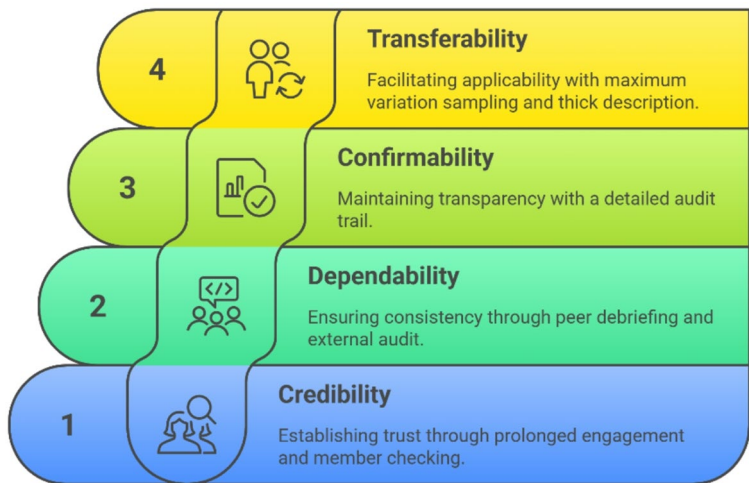 4
Transferability
Facilitating applicability with maximum
variation sampling and thick description.
3
Confirmability
Maintaining transparency with a detailed audit
trail.
</>
2
Dependability
Ensuring consistency through peer debriefing and
external audit.
1
Credibility
Establishing trust through prolonged engagement
and member checking.